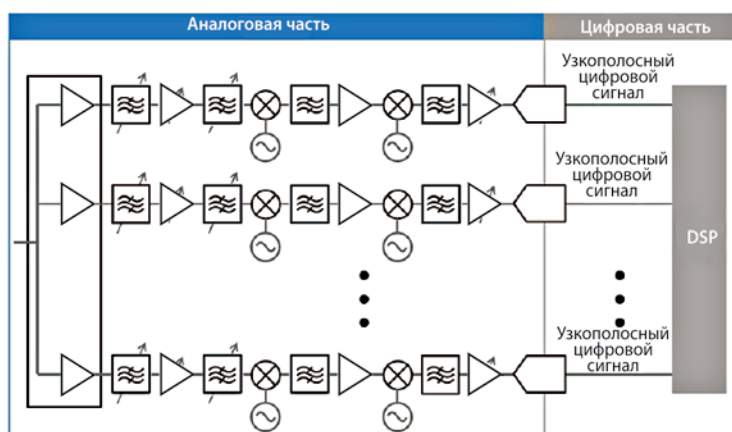 Аналоговая часть
Цифровая часть
Узкополосный
цифровой
сигнал
Узкополосный
цифровой
сигнал
DSP
Узкополосный
цифровой
сигнал